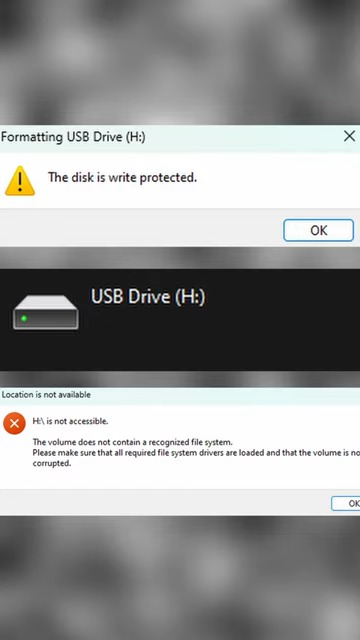 Formatting USB Drive (H:)
The disk is write protected.
OK
USB Drive (H:)
Location is not available
H:\ is not accessible.
The volume does not contain a recognized file system.
Please make sure that all required file system drivers are loaded and that the volume is no
corrupted.
OK